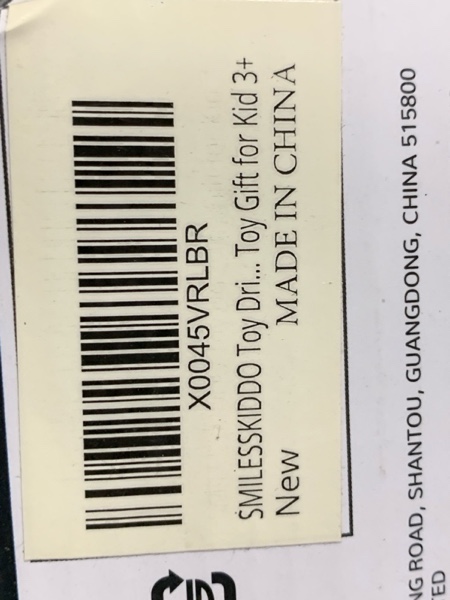 X0045VRLBR
SMILESSKIDDO Toy Dri... Toy Gift for Kid 3+
New
MADE IN CHINA
NG ROAD, SHANTOU, GUANGDONG, CHINA 515800
TED